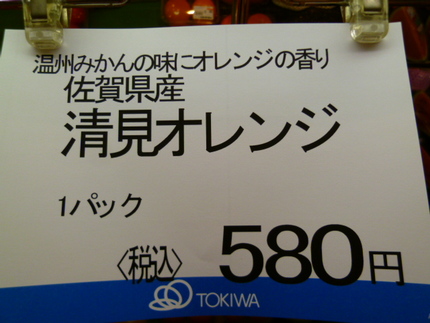 温州みかんの味にオレンジの香り
佐賀県産
清見オレンジ
1パック
〈税込〉 580円
TOKIWA